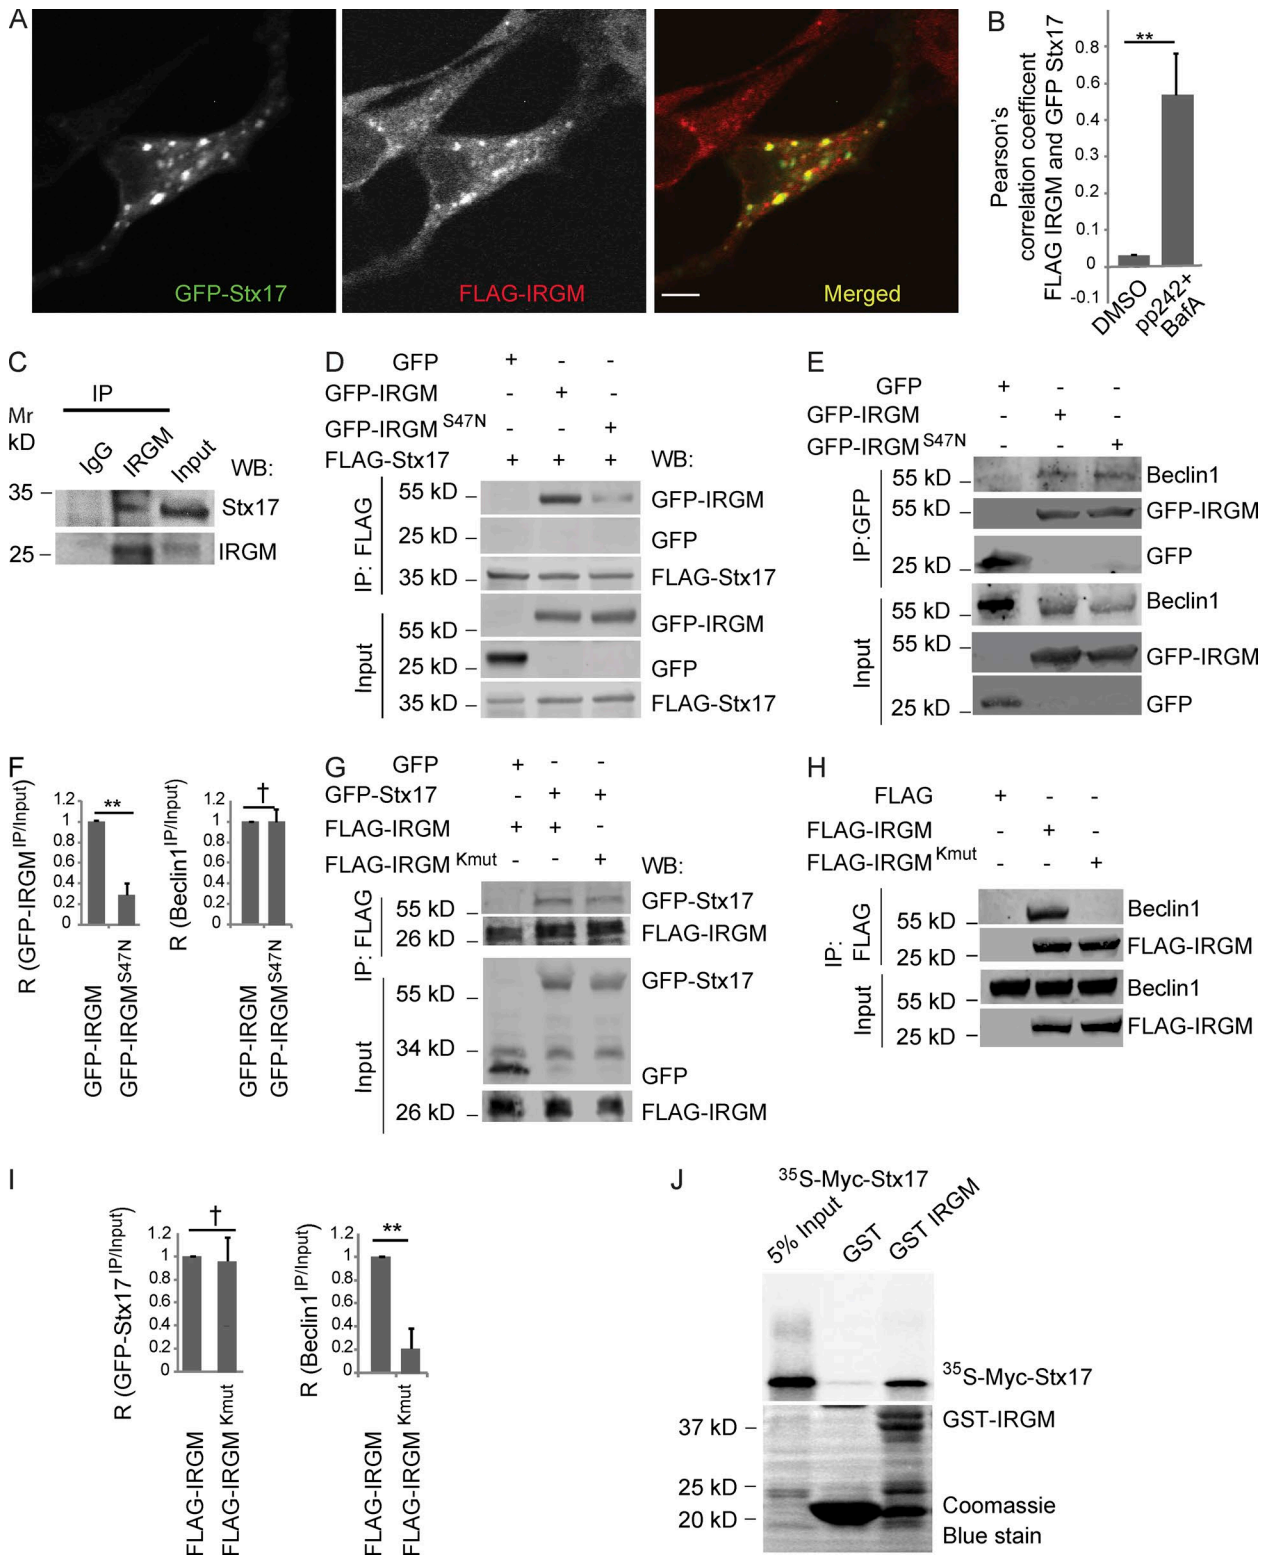 A
GFP-Stx17
FLAG-IRGM
Merged
B
Pearson's
correlation coefficent
FLAG IRGM and GFP Stx17
**
0.8
0.6
0.4
0.2
0.1
0
-0.1
DMSO
pp242+
BafA
C
IP
Mr
kD
IgG
IRGM
Input
WB:
35
Stx17
25
IRGM
D
GFP + - -
GFP-IRGM - + -
GFP-IRGM S47N - - +
FLAG-Stx17 + + + WB:
IP: FLAG
55 kD GFP-IRGM
25 kD GFP
35 kD FLAG-Stx17
Input
55 kD GFP-IRGM
25 kD GFP
35 kD FLAG-Stx17
E
GFP + - -
GFP-IRGM - + -
GFP-IRGM S47N - - +
IP:GFP
55 kD Beclin1
55 kD GFP-IRGM
25 kD GFP
Input
55 kD Beclin1
55 kD GFP-IRGM
25 kD GFP
F
R (GFP-IRGM IP/Input)
1.2
1
0.8
0.6
0.4
0.2
0
**
GFP-IRGM
GFP-IRGM S47N
R (Beclin1 IP/Input)
1.2
1
0.8
0.6
0.4
0.2
0
†
GFP-IRGM
GFP-IRGM S47N
G
GFP + - -
GFP-Stx17 - + +
FLAG-IRGM + + -
FLAG-IRGM Kmut - - + WB:
IP: FLAG
55 kD GFP-Stx17
26 kD FLAG-IRGM
Input
55 kD GFP-Stx17
34 kD
GFP
26 kD FLAG-IRGM
H
FLAG + - -
FLAG-IRGM - + -
FLAG-IRGM Kmut - - +
IP:
FLAG
55 kD Beclin1
25 kD FLAG-IRGM
Input
55 kD Beclin1
25 kD FLAG-IRGM
I
R (GFP-Stx17 IP/Input)
1.2
1
0.8
0.6
0.4
0.2
0
†
FLAG-IRGM
FLAG-IRGM Kmut
R (Beclin1 IP/Input)
1.2
1
0.8
0.6
0.4
0.2
0
**
FLAG-IRGM
FLAG-IRGM Kmut
J
35S-Myc-Stx17
5% Input
GST
GST IRGM
35S-Myc-Stx17
37 kD
GST-IRGM
25 kD
20 kD
Coomassie
Blue stain